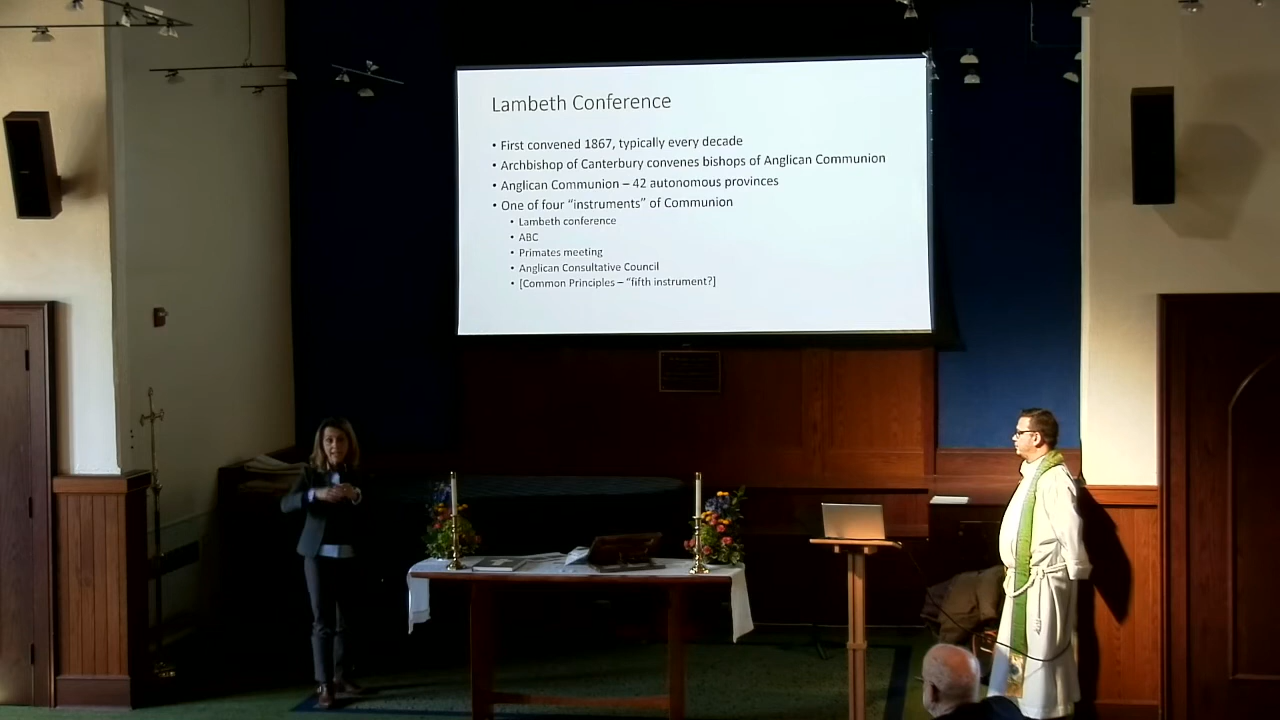 Lambeth Conference
• First convened 1867, typically every decade
• Archbishop of Canterbury convenes bishops of Anglican Communion
• Anglican Communion – 42 autonomous provinces
• One of four “instruments” of Communion
• Lambeth conference
• ABC
• Primates meeting
• Anglican Consultative Council
• [Common Principles – “fifth instrument?]